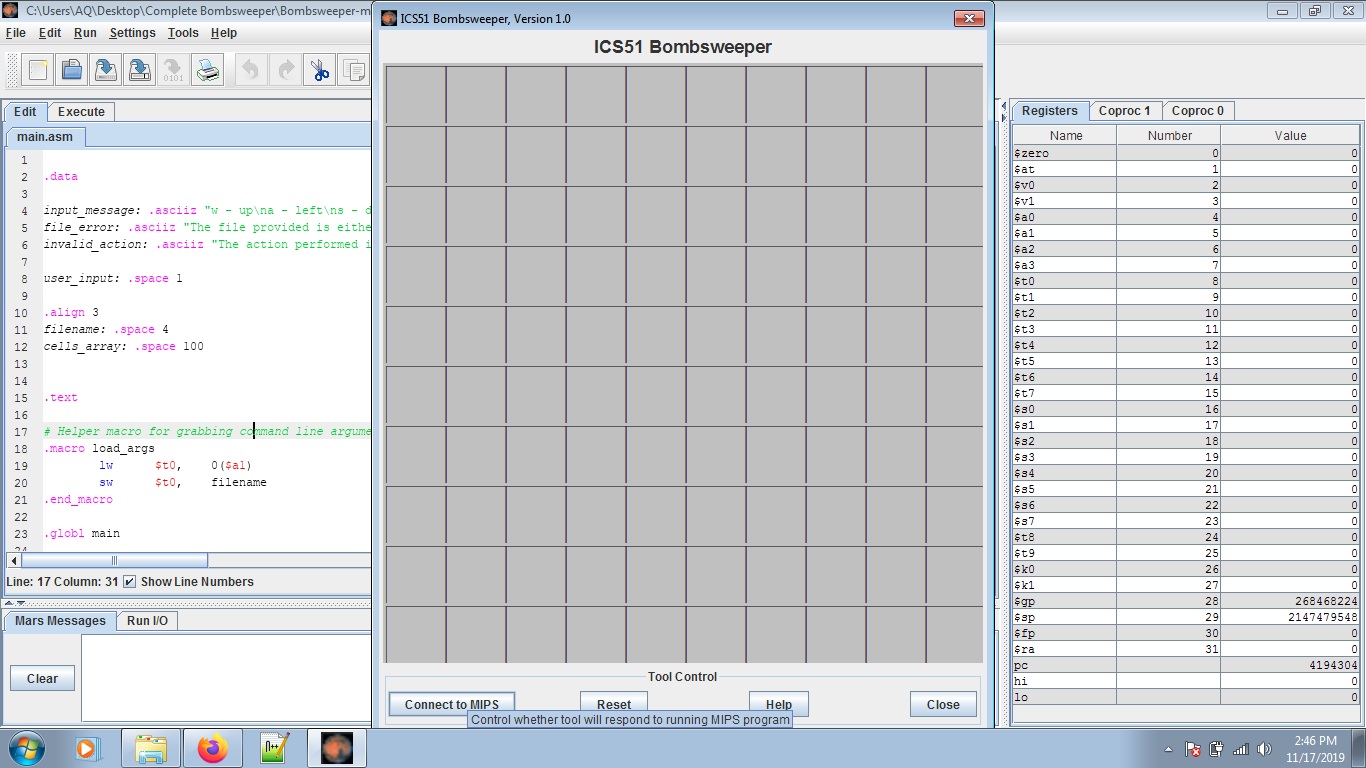 C:\Users\AQ\Desktop\Complete Bombsweeper\Bombsweeper-m
File Edit Run Settings Tools Help
Edit Execute
main.asm
1
2 .data
3
4 input_message: .asciiz "w - up\na - left\ns - d
5 file_error: .asciiz "The file provided is eithe
6 invalid_action: .asciiz "The action performed i
7
8 user_input: .space 1
9
10 .align 3
11 filename: .space 4
12 cells_array: .space 100
13
14
15 .text
16
17 # Helper macro for grabbing command line argume
18 .macro load_args
19 lw $t0, 0($a1)
20 sw $t0, filename
21 .end_macro
22
23 .globl main
24
Line: 17 Column: 31 Show Line Numbers
Mars Messages Run I/O
Clear
ICS51 Bombsweeper, Version 1.0
ICS51 Bombsweeper
Tool Control
Connect to MIPS Reset Help Close
Control whether tool will respond to running MIPS program
Registers Coproc 1 Coproc 0
Name Number Value
$zero 0 0
$at 1 0
$v0 2 0
$v1 3 0
$a0 4 0
$a1 5 0
$a2 6 0
$a3 7 0
$t0 8 0
$t1 9 0
$t2 10 0
$t3 11 0
$t4 12 0
$t5 13 0
$t6 14 0
$t7 15 0
$s0 16 0
$s1 17 0
$s2 18 0
$s3 19 0
$s4 20 0
$s5 21 0
$s6 22 0
$s7 23 0
$t8 24 0
$t9 25 0
$k0 26 0
$k1 27 0
$gp 28 268468224
$sp 29 2147479548
$fp 30 0
$ra 31 0
pc 4194304
hi 0
lo 0
2:46 PM
11/17/2019